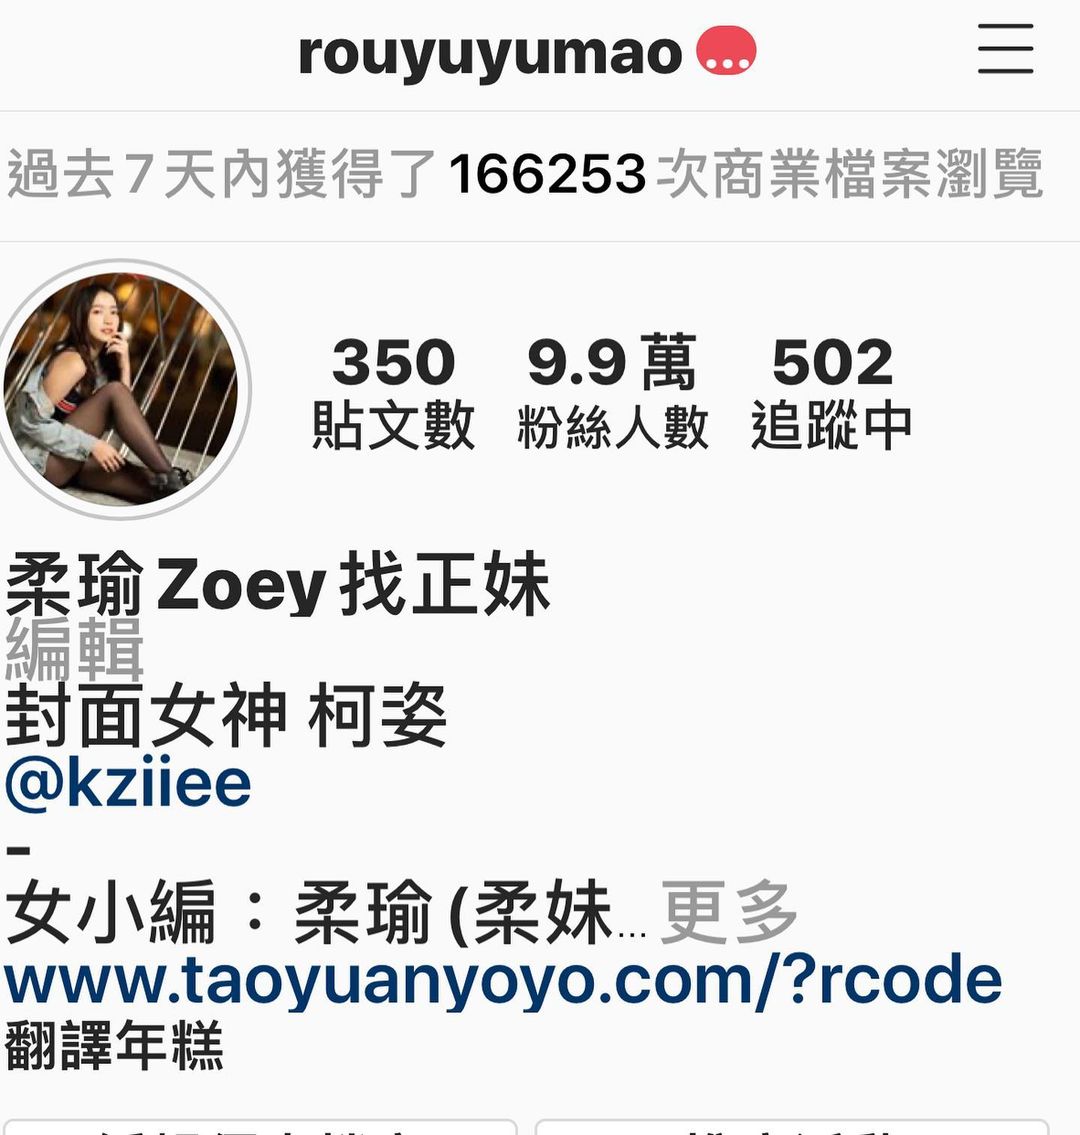 rouyuyumao
過去7天內獲得了166253次商業檔案瀏覽
350 9.9萬 502
貼文數 粉絲人數 追蹤中
柔瑜Zoey找正妹
編輯
封面女神 柯姿
@kziiee
-
女小編：柔瑜(柔妹... 更多
www.taoyuanyoyo.com/?rcode
翻譯年糕